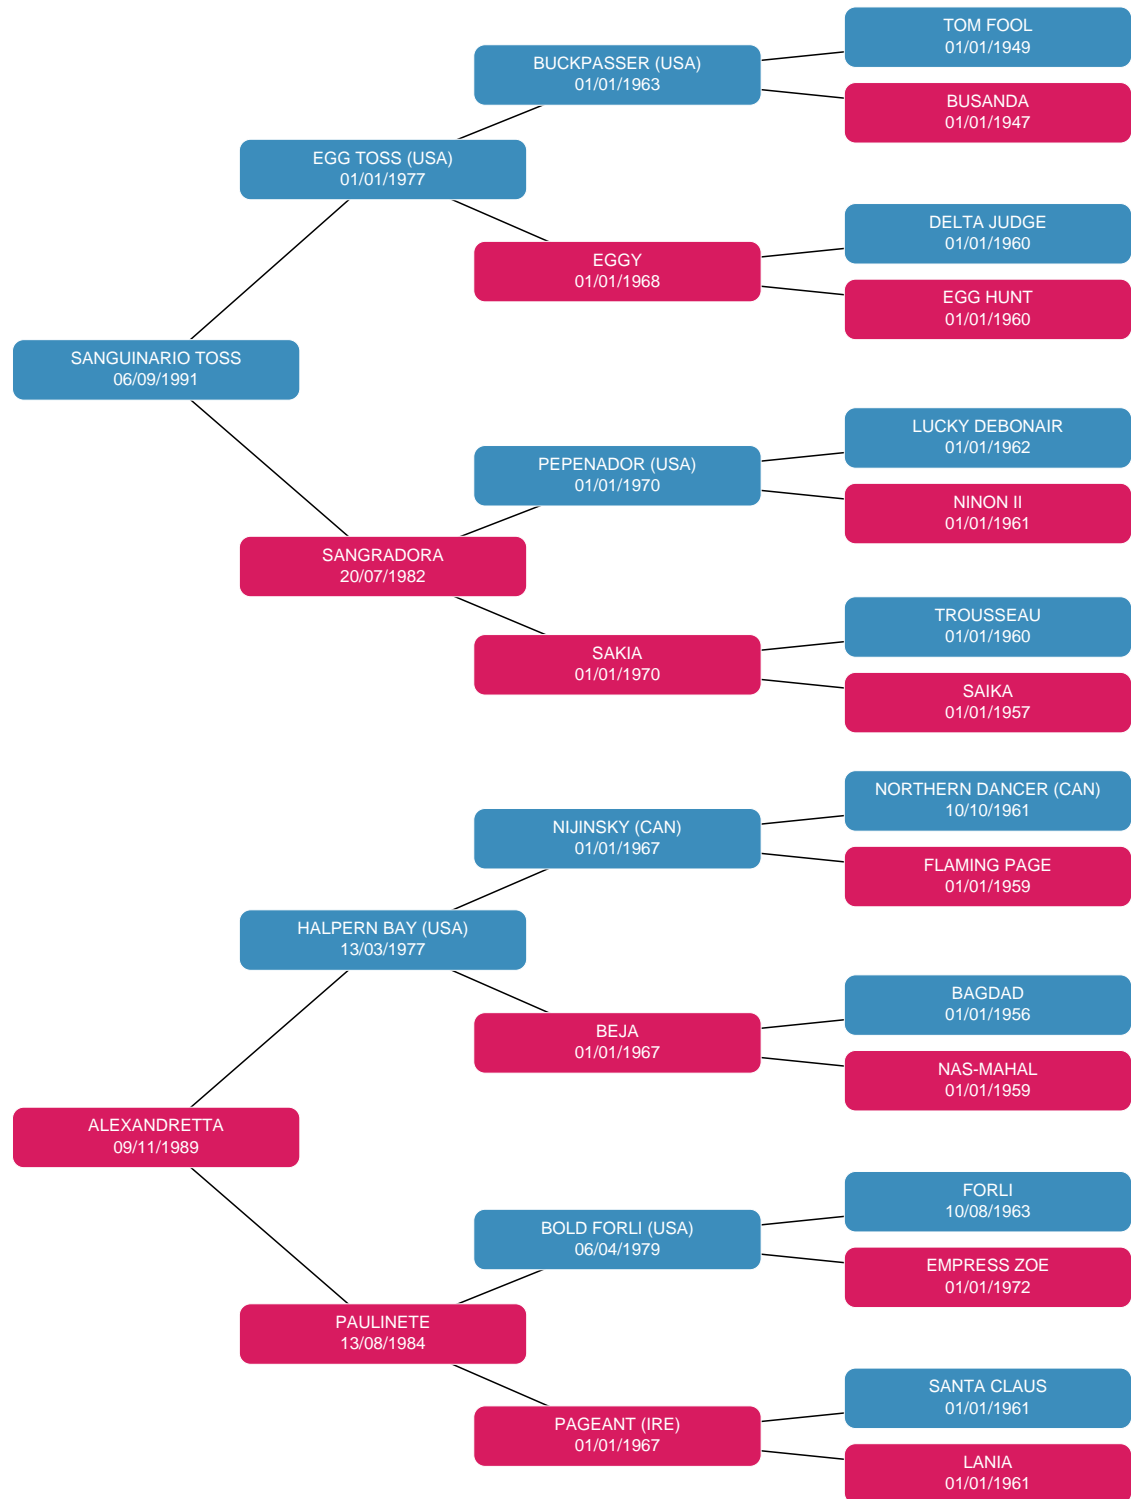 TOM FOOL
01/01/1949
BUCKPASSER (USA)
01/01/1963
BUSANDA
01/01/1947
EGG TOSS (USA)
01/01/1977
DELTA JUDGE
01/01/1960
EGGY
01/01/1968
EGG HUNT
01/01/1960
SANGUINARIO TOSS
06/09/1991
LUCKY DEBONAIR
01/01/1962
PEPENADOR (USA)
01/01/1970
NINON II
01/01/1961
SANGRADORA
20/07/1982
TROUSSEAU
01/01/1960
SAKIA
01/01/1970
SAIKA
01/01/1957
NORTHERN DANCER (CAN)
10/10/1961
NIJINSKY (CAN)
01/01/1967
FLAMING PAGE
01/01/1959
HALPERN BAY (USA)
13/03/1977
BAGDAD
01/01/1956
BEJA
01/01/1967
NAS-MAHAL
01/01/1959
ALEXANDRETTA
09/11/1989
FORLI
10/08/1963
BOLD FORLI (USA)
06/04/1979
EMPRESS ZOE
01/01/1972
PAULINETE
13/08/1984
SANTA CLAUS
01/01/1961
PAGEANT (IRE)
01/01/1967
LANIA
01/01/1961